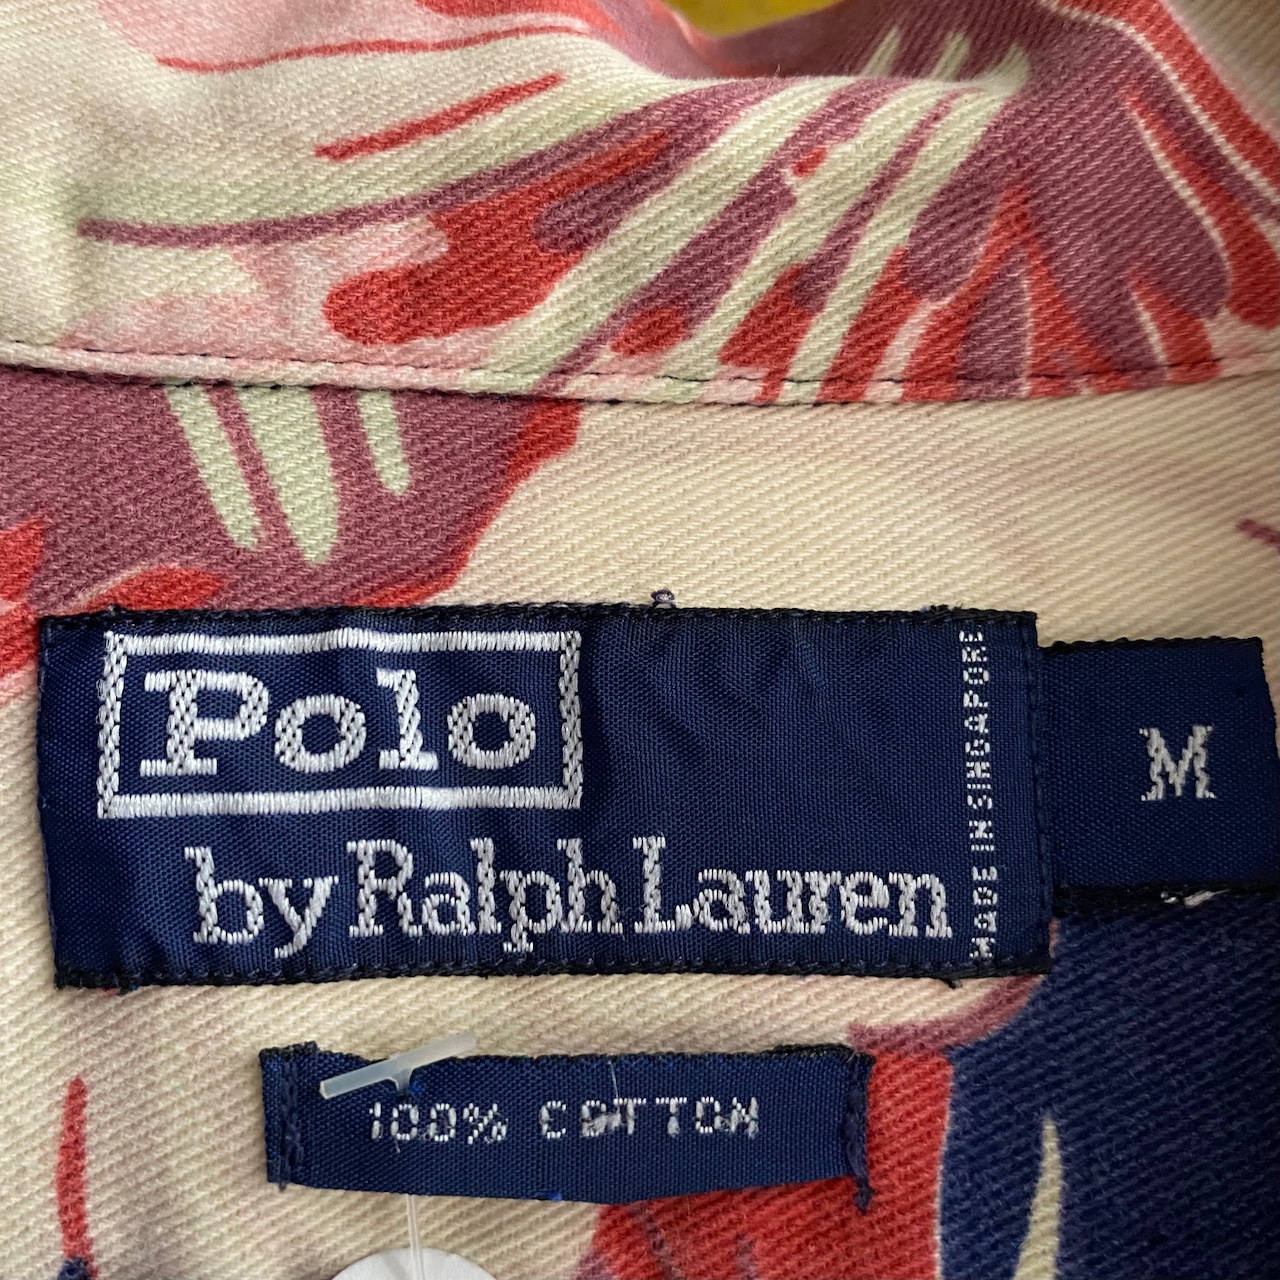 Polo
by Ralph Lauren
MADE IN SINGAPORE
M
100% COTTON